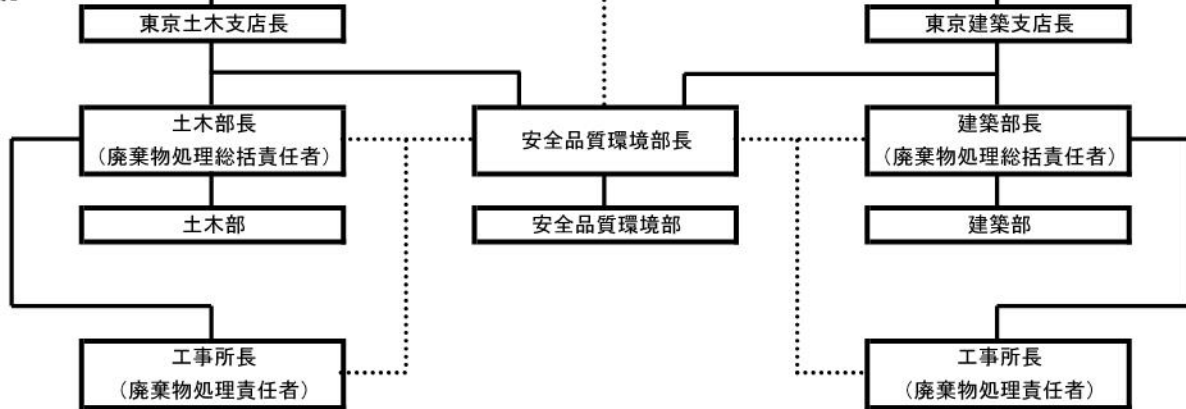 東京土木支店長
東京建築支店長
土木部長
（廃棄物処理総括責任者）
安全品質環境部長
建築部長
（廃棄物処理総括責任者）
土木部
安全品質環境部
建築部
工事所長
（廃棄物処理責任者）
工事所長
（廃棄物処理責任者）